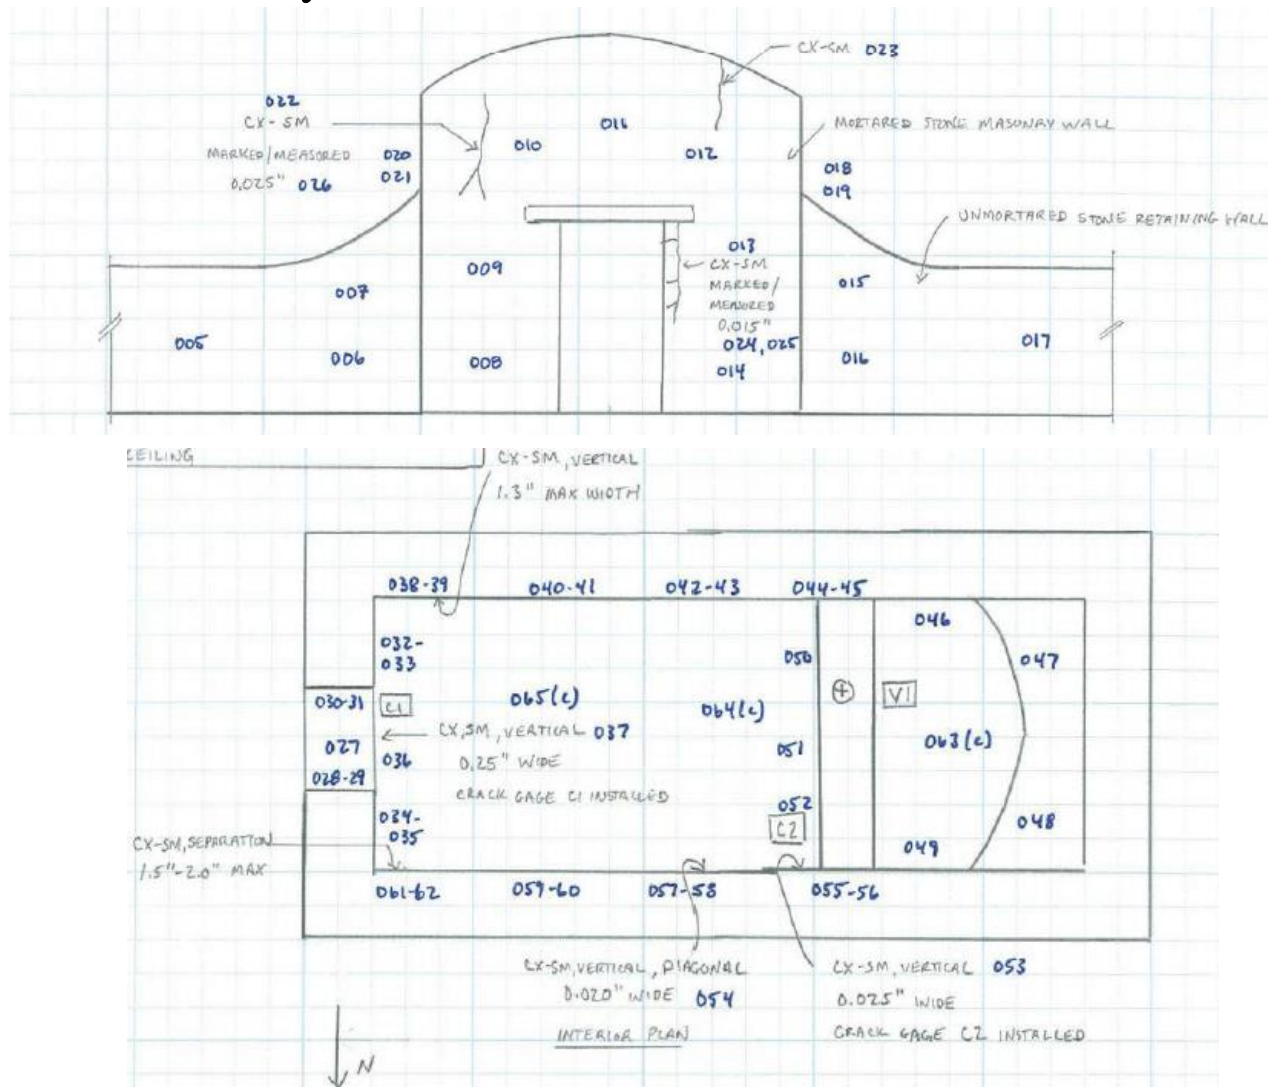 CX-SM 023
022
CX-SM
MARKED/MEASORED
0.025" 026
020
021
010
011
012
MORTARED STONE MASONAY WALL
018
019
UNMORTARED STONE RETAINING WALL
013
CX-SM
MARKED/
MEASURED
0.015"
024, 025
014
009
007
015
005
006
008
016
017
CEILING
CX-SM, VERTICAL
1.3" MAX WIDTH
038-39
040-41
042-43
044-45
032-
033
046
047
050
030-31
C1
065(c)
064(c)
V1
CX, SM, VERTICAL 037
0.25" WIDE
CRACK GAGE C1 INSTALLED
027
036
051
063(c)
028-29
034-
035
052
C2
048
049
CX-SM, SEPARATION
1.5"-2.0" MAX
061-62
059-60
057-58
055-56
CX-SM, VERTICAL, DIAGONAL
0.020" WIDE 054
CX-SM, VERTICAL 053
0.025" WIDE
CRACK GAGE C2 INSTALLED
INTERIOR PLAN
N